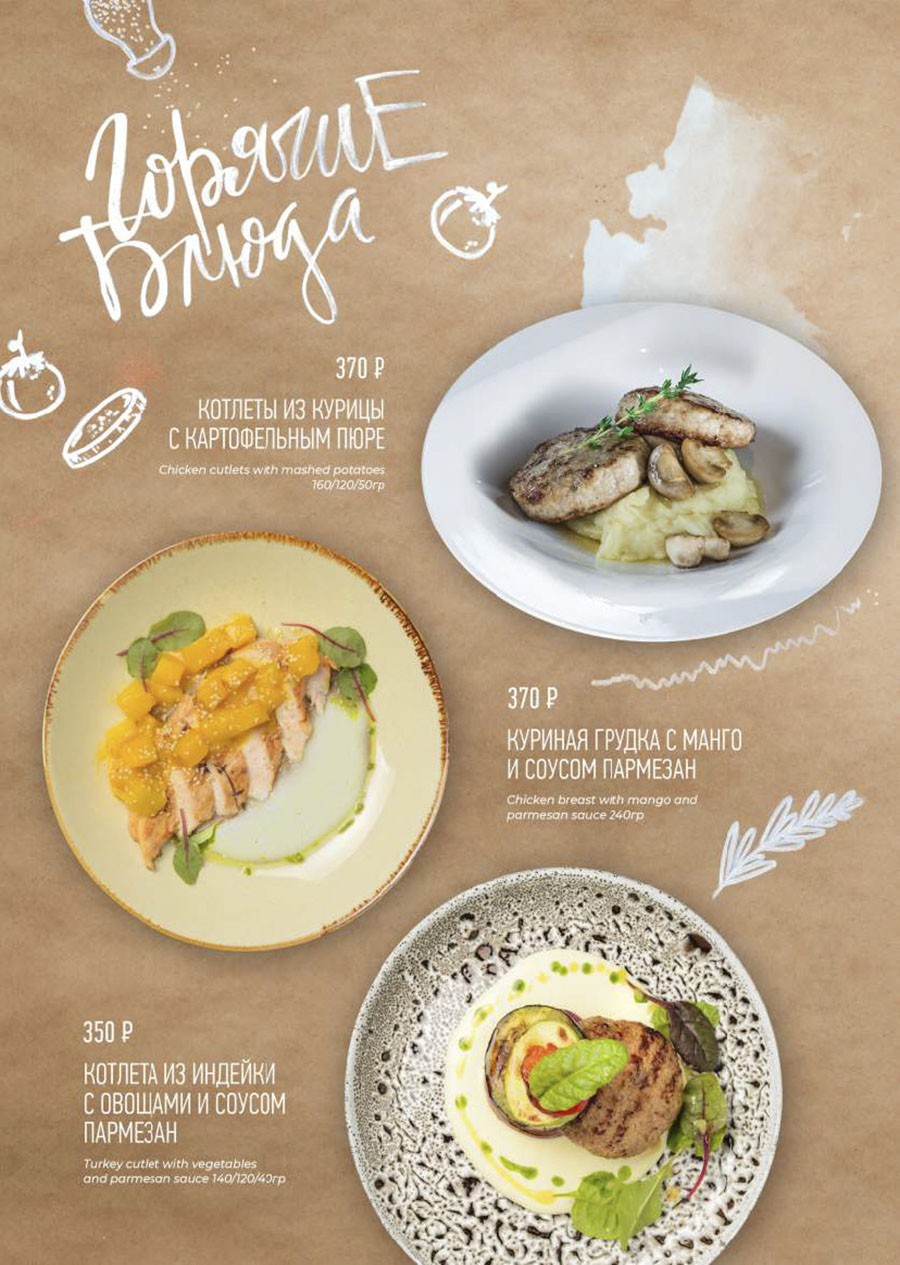 Горячие
Блюда
370 ₽
КОТЛЕТЫ ИЗ КУРИЦЫ
С КАРТОФЕЛЬНЫМ ПЮРЕ
Chicken cutlets with mashed potatoes
160/120/50гр
370 ₽
КУРИНАЯ ГРУДКА С МАНГО
И СОУСОМ ПАРМЕЗАН
Chicken breast with mango and
parmesan sauce 240гр
350 ₽
КОТЛЕТА ИЗ ИНДЕЙКИ
С ОВОЩАМИ И СОУСОМ
ПАРМЕЗАН
Turkey cutlet with vegetables
and parmesan sauce 140/120/40гр